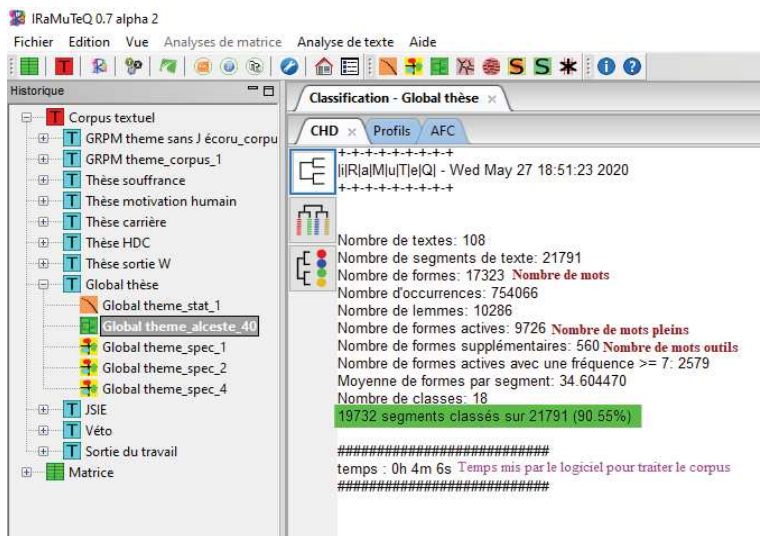 IRaMuTeQ 0.7 alpha 2
Fichier Edition Vue Analyses de matrice Analyse de texte Aide
Historique
Corpus textuel
GRPM theme sans J écoru_corpu
GRPM theme_corpus_1
Thèse souffrance
Thèse motivation humain
Thèse carrière
Thèse HDC
Thèse sortie W
Global thèse
Global theme_stat_1
Global theme_alceste_40
Global theme_spec_1
Global theme_spec_2
Global theme_spec_4
JSIE
Véto
Sortie du travail
Matrice
Classification - Global thèse
CHD Profils AFC
+-+-+-+-+-+-+-+-+
|i|R|a|M|u|T|e|Q| - Wed May 27 18:51:23 2020
+-+-+-+-+-+-+-+-+
Nombre de textes: 108
Nombre de segments de texte: 21791
Nombre de formes: 17323 Nombre de mots
Nombre d'occurrences: 754066
Nombre de lemmes: 10286
Nombre de formes actives: 9726 Nombre de mots pleins
Nombre de formes supplémentaires: 560 Nombre de mots outils
Nombre de formes actives avec une fréquence >= 7: 2579
Moyenne de formes par segment: 34.604470
Nombre de classes: 18
19732 segments classés sur 21791 (90.55%)
###########################
temps : 0h 4m 6s Temps mis par le logiciel pour traiter le corpus
###########################